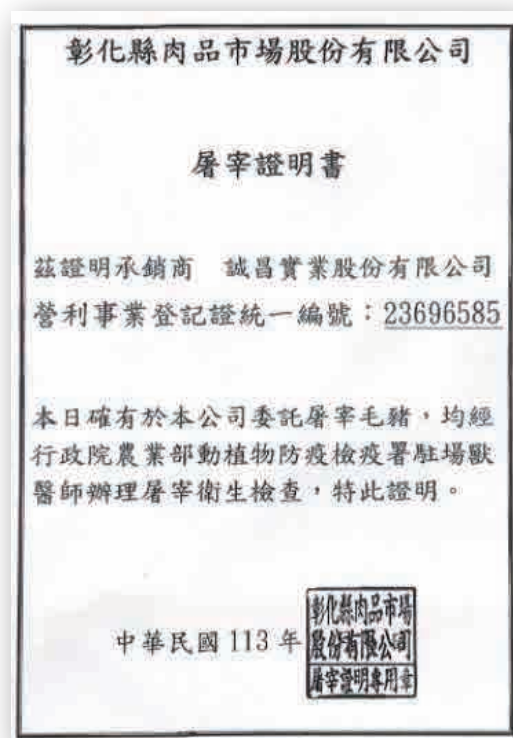 彰化縣肉品市場股份有限公司
屠宰證明書
茲證明承銷商 誠昌實業股份有限公司
營利事業登記證統一編號：23696585
本日確有於本公司委託屠宰毛豬，均經
行政院農業部動植物防疫檢疫署駐場獸
醫師辦理屠宰衛生檢查，特此證明。
中華民國 113 年
彰化縣肉品市場
股份有限公司
屠宰證明專用章